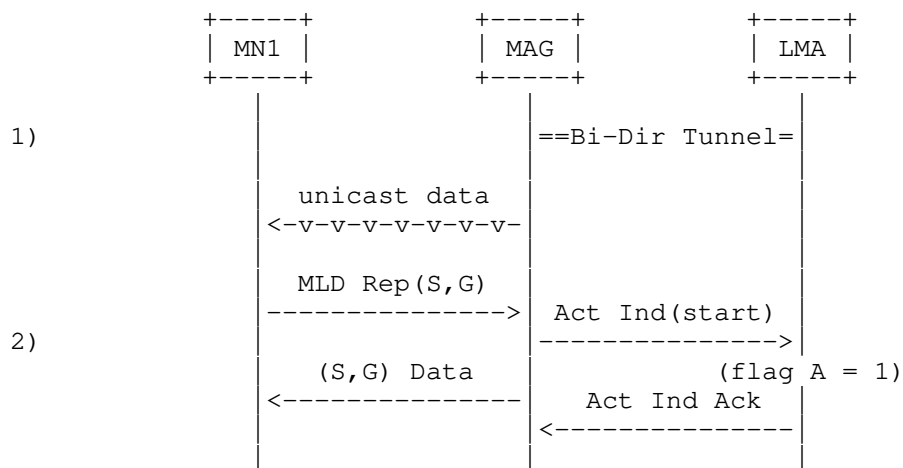 MN1 MAG LMA
1) ==Bi-Dir Tunnel=
unicast data
<-v-v-v-v-v-v-v-
MLD Rep(S,G)
---------------> Act Ind(start)
2) --------------->
(S,G) Data (flag A = 1)
<--------------- Act Ind Ack
<---------------